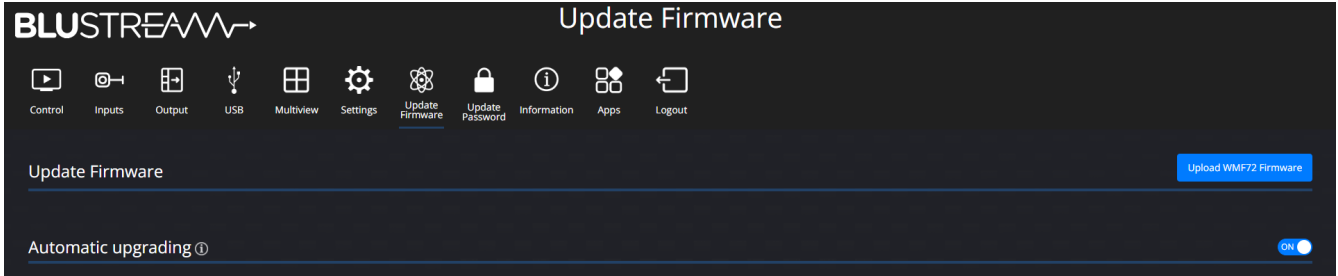 BLUSTREAM
Update Firmware
Control
Inputs
Output
USB
Multiview
Settings
Update
Firmware
Update
Password
Information
Apps
Logout
Update Firmware
Upload WMF72 Firmware
Automatic upgrading
ON